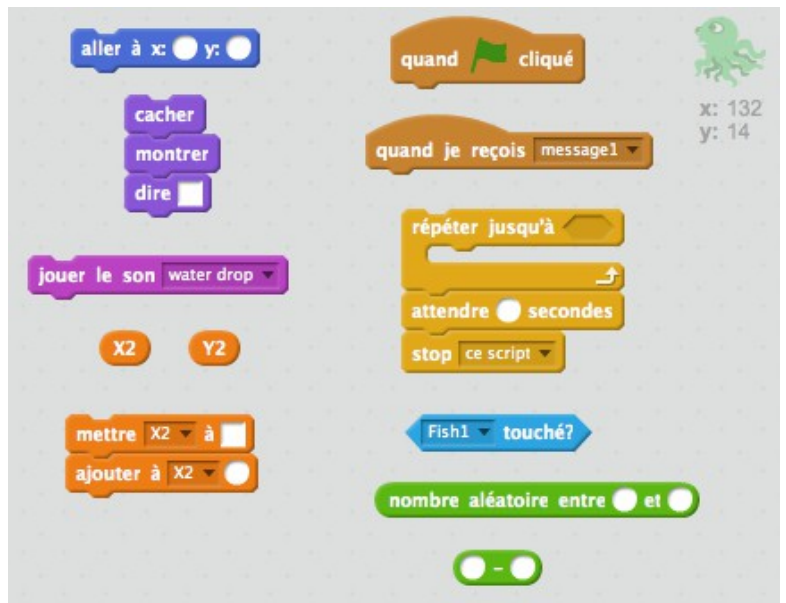 aller à x: y:
cacher
montrer
dire
jouer le son water drop
X2 Y2
mettre X2 à
ajouter à X2
quand cliqué
x: 132
y: 14
quand je reçois message1
répéter jusqu'à
attendre secondes
stop ce script
Fish1 touché?
nombre aléatoire entre et
-